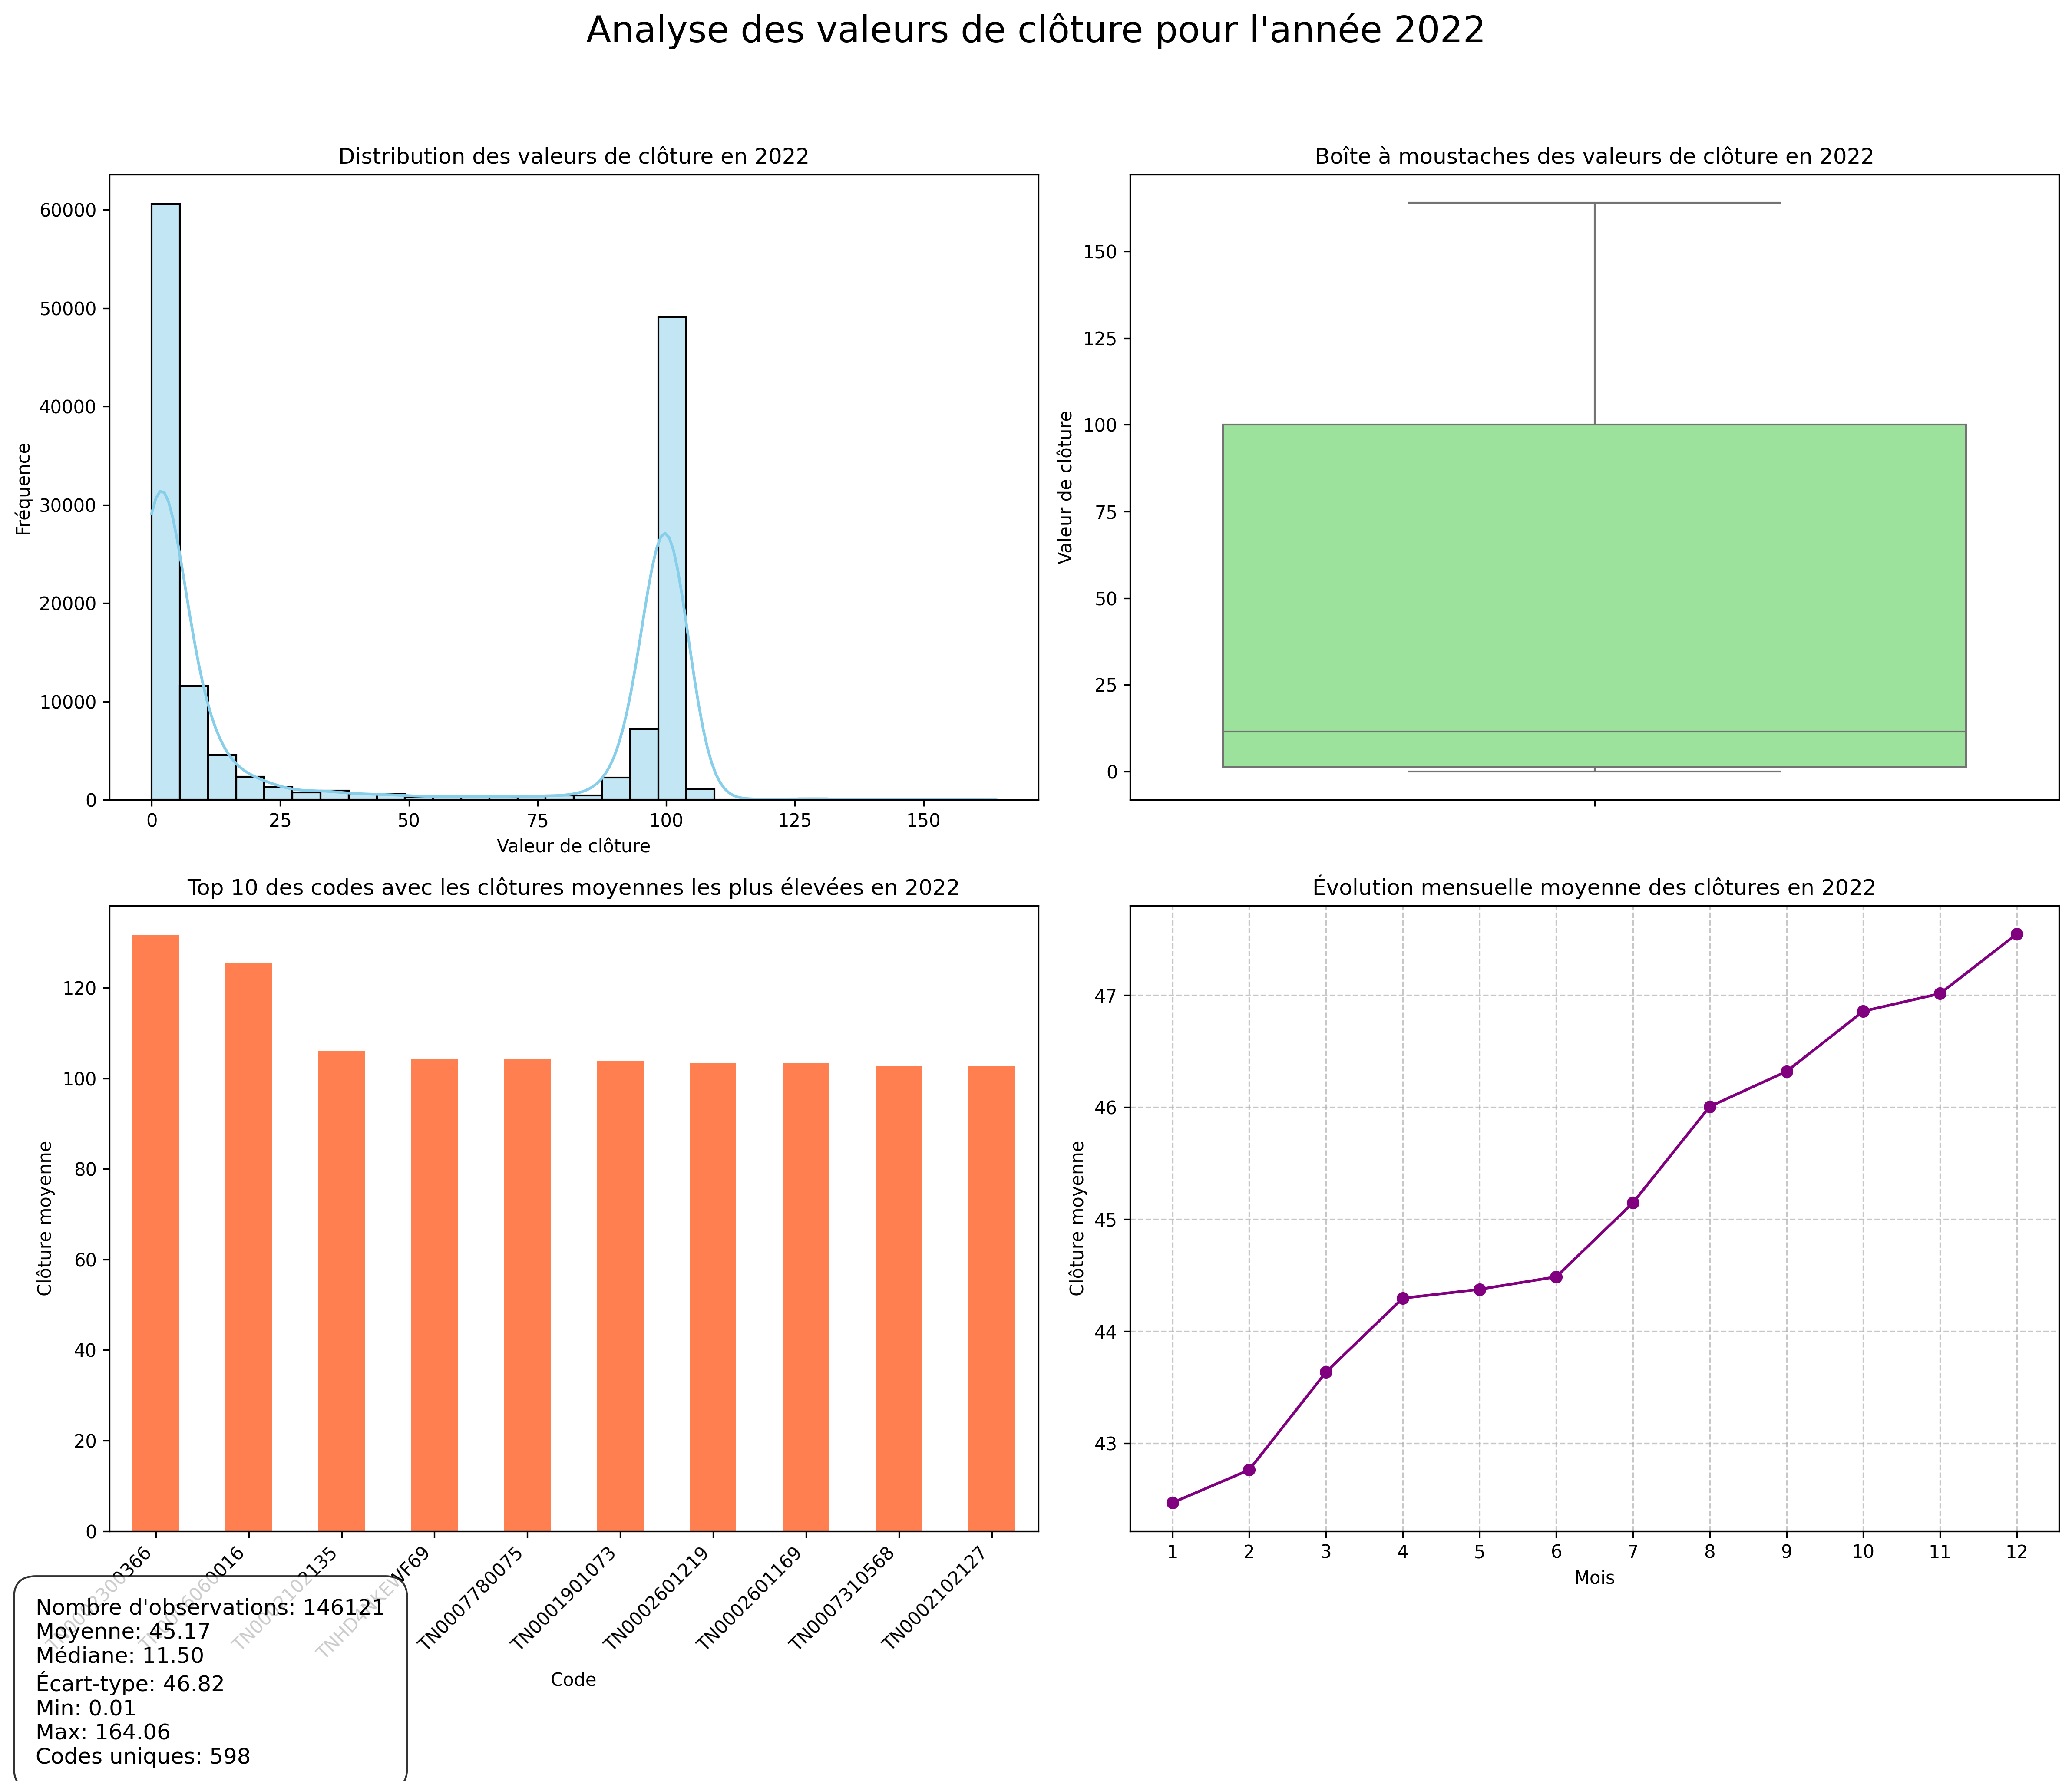 Analyse des valeurs de clôture pour l'année 2022
Distribution des valeurs de clôture en 2022
Fréquence
60000
50000
40000
30000
20000
10000
0
0 25 50 75 100 125 150
Valeur de clôture
Boîte à moustaches des valeurs de clôture en 2022
Valeur de clôture
150
125
100
75
50
25
0
Top 10 des codes avec les clôtures moyennes les plus élevées en 2022
Clôture moyenne
120
100
80
60
40
20
0
TN0007780075
TN0001901073
TN0002601219
TN0002601169
TN0007310568
TN0002102127
Code
Évolution mensuelle moyenne des clôtures en 2022
Clôture moyenne
47
46
45
44
43
1 2 3 4 5 6 7 8 9 10 11 12
Mois
Nombre d'observations: 146121
Moyenne: 45.17
Médiane: 11.50
Écart-type: 46.82
Min: 0.01
Max: 164.06
Codes uniques: 598